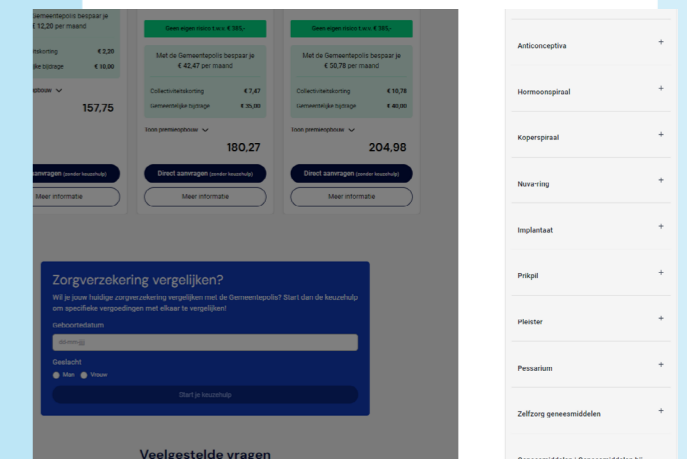 Gemeentepolis bespaar je
€ 12,20 per maand
€ 2,20
€ 10,00
157,75
Meer informatie
Geen eigen risico t.w.v. € 385,-
Met de Gemeentepolis bespaar je
€ 42,47 per maand
Collectiviteitskorting € 7,47
Gemeentelijke bijdrage € 35,00
Toon premieopbouw
180,27
Direct aanvragen (zonder keuzehulp)
Meer informatie
Geen eigen risico t.w.v. € 385,-
Met de Gemeentepolis bespaar je
€ 50,78 per maand
Collectiviteitskorting € 10,78
Gemeentelijke bijdrage € 40,00
Toon premieopbouw
204,98
Direct aanvragen (zonder keuzehulp)
Meer informatie
Zorgverzekering vergelijken?
Wil je jouw huidige zorgverzekering vergelijken met de Gemeentepolis? Start dan de keuzehulp
om specifieke vergoedingen met elkaar te vergelijken!
Geboortedatum
dd-mm-jjjj
Geslacht
Man Vrouw
Start je keuzehulp
Veelgestelde vragen
Anticonceptiva +
Hormoonspiraal +
Koperspiraal +
Nuva-ring +
Implantaat +
Prikpil +
Pleister +
Pessarium +
Zelfzorg geneesmiddelen +